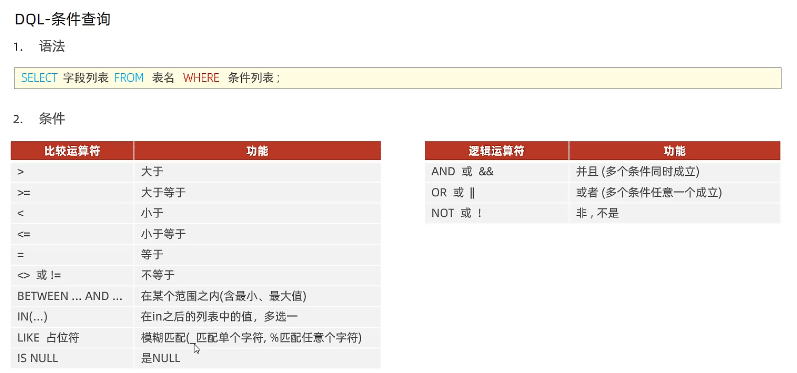 DQL-条件查询
1. 语法
SELECT 字段列表 FROM 表名 WHERE 条件列表 ;
2. 条件
比较运算符 功能
> 大于
>= 大于等于
< 小于
<= 小于等于
= 等于
<> 或 != 不等于
BETWEEN ... AND ... 在某个范围之内(含最小、最大值)
IN(...) 在in之后的列表中的值，多选一
LIKE 占位符 模糊匹配(_匹配单个字符, %匹配任意个字符)
IS NULL 是NULL
逻辑运算符 功能
AND 或 && 并且 (多个条件同时成立)
OR 或 || 或者 (多个条件任意一个成立)
NOT 或 ! 非 , 不是